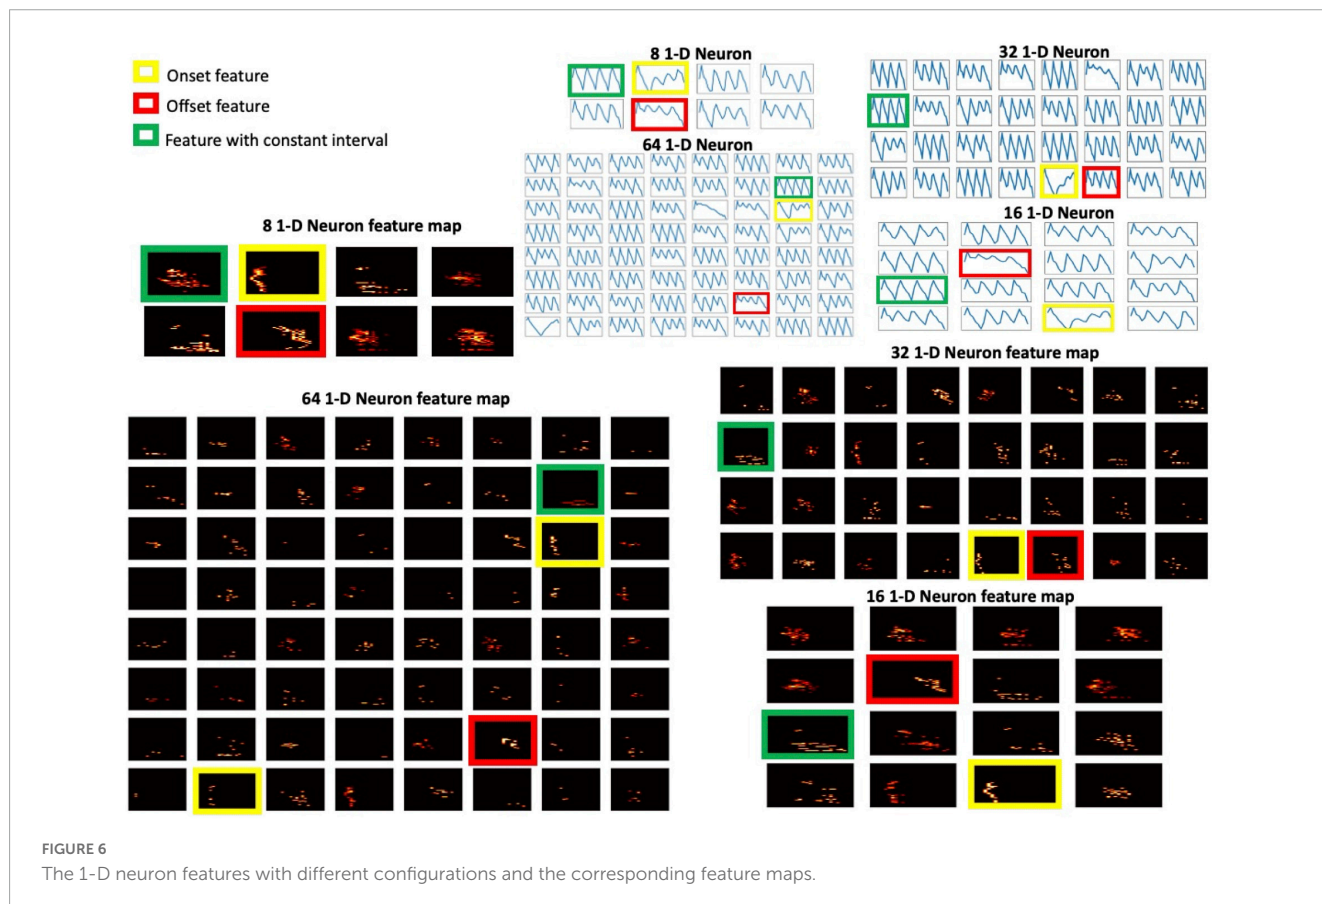 8 1-D Neuron
32 1-D Neuron
Onset feature
Offset feature
Feature with constant interval
64 1-D Neuron
16 1-D Neuron
8 1-D Neuron feature map
32 1-D Neuron feature map
64 1-D Neuron feature map
16 1-D Neuron feature map
FIGURE 6
The 1-D neuron features with different configurations and the corresponding feature maps.